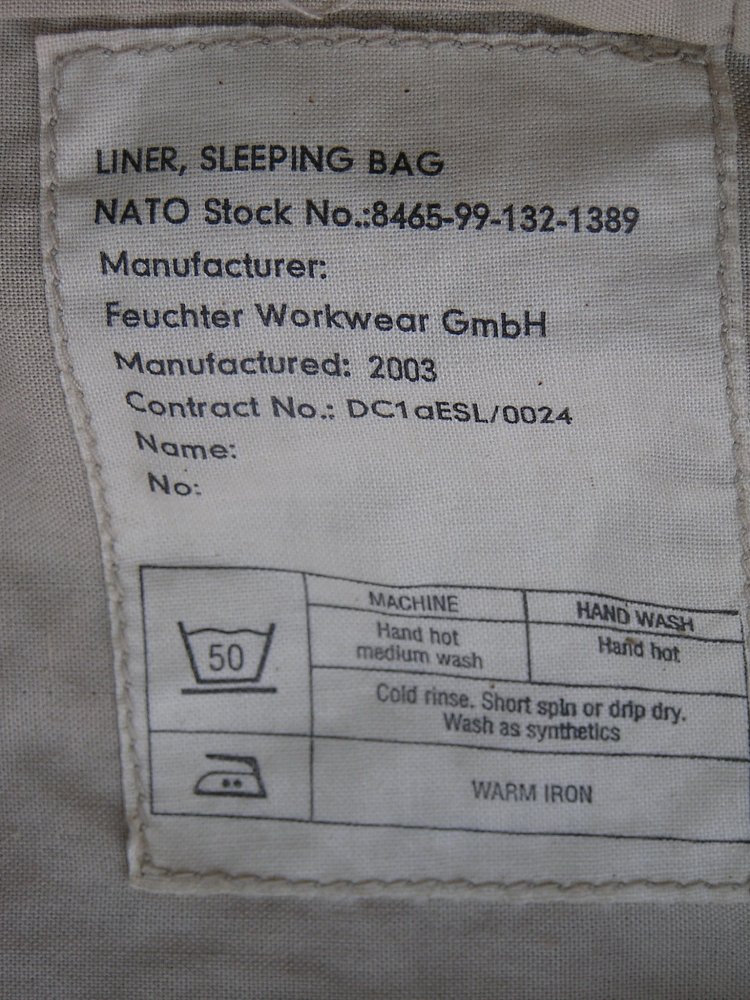 LINER, SLEEPING BAG
NATO Stock No.:8465-99-132-1389
Manufacturer:
Feuchter Workwear GmbH
Manufactured: 2003
Contract No.: DC1aESL/0024
Name:
No:
50
MACHINE
HAND WASH
Hand hot
medium wash
Hand hot
Cold rinse. Short spin or drip dry.
Wash as synthetics
WARM IRON